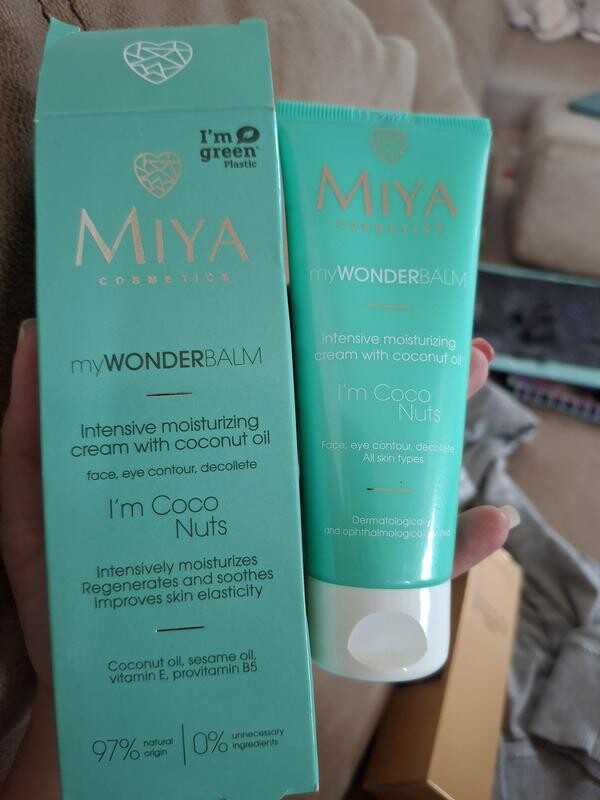 I'm
green
Plastic
MIYA
COSMETICS
myWONDERBALM
Intensive moisturizing
cream with coconut oil
face, eye contour, decollete
I'm Coco
Nuts
Intensively moisturizes
Regenerates and soothes
Improves skin elasticity
Coconut oil, sesame oil,
vitamin E, provitamin B5
97% natural
origin
0% unnecessary
ingredients
MIYA
COSMETICS
myWONDERBALM
Intensive moisturizing
cream with coconut oil
I'm Coco
Nuts
Face, eye contour, decollete
All skin types
Dermatologically
and ophthalmologically